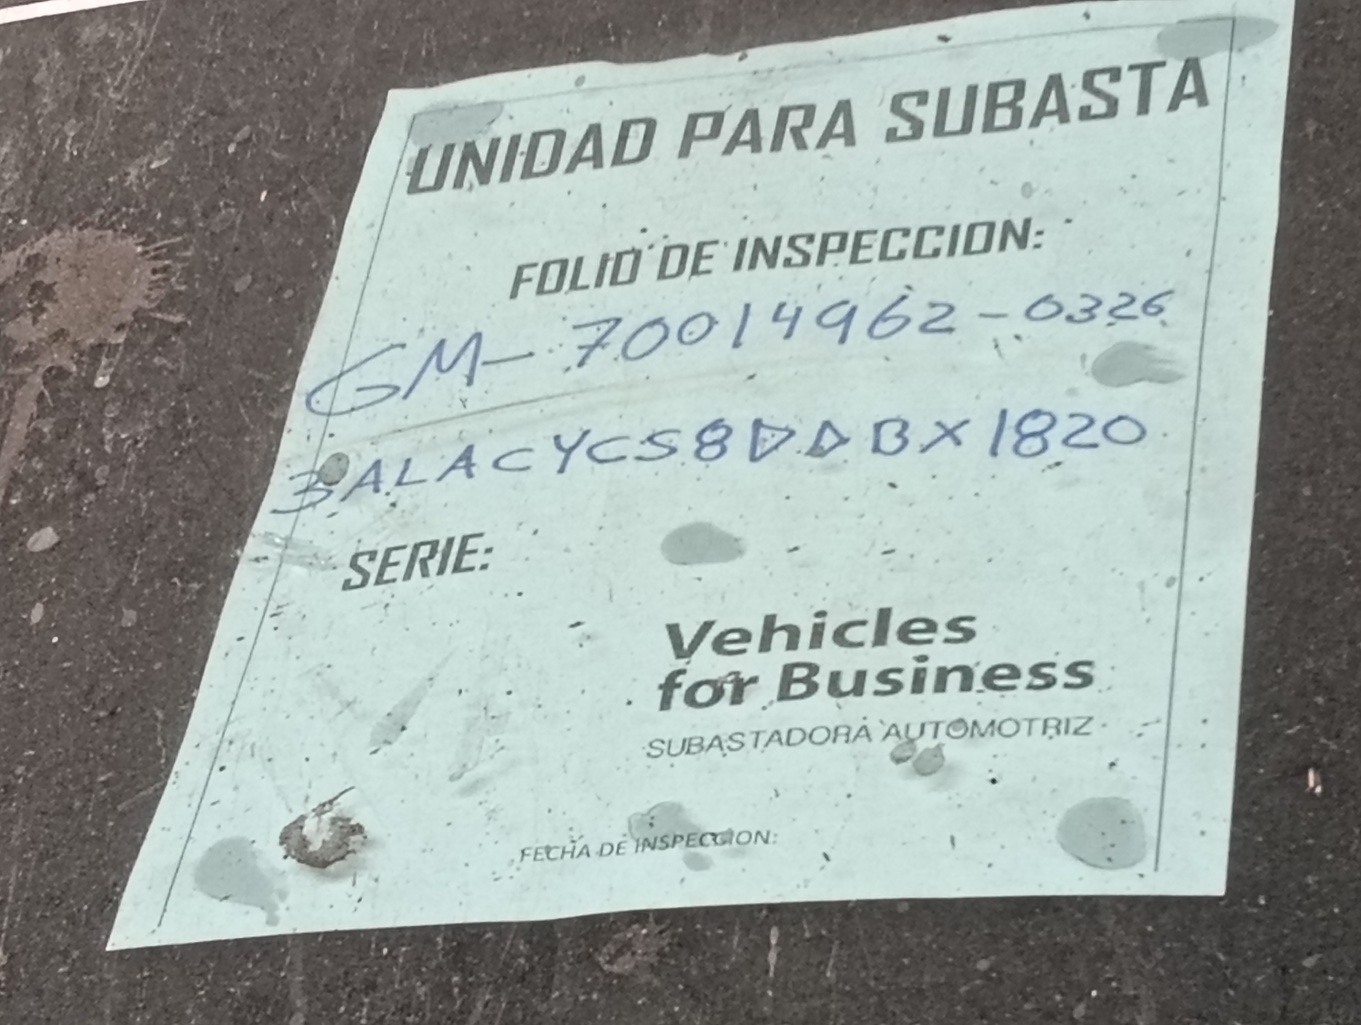 UNIDAD PARA SUBASTA
FOLIO DE INSPECCION:
GM-70014962-0326
3ALACYCS8DDBX1820
SERIE:
Vehicles
for Business
SUBASTADORA AUTOMOTRIZ
FECHA DE INSPECCION: